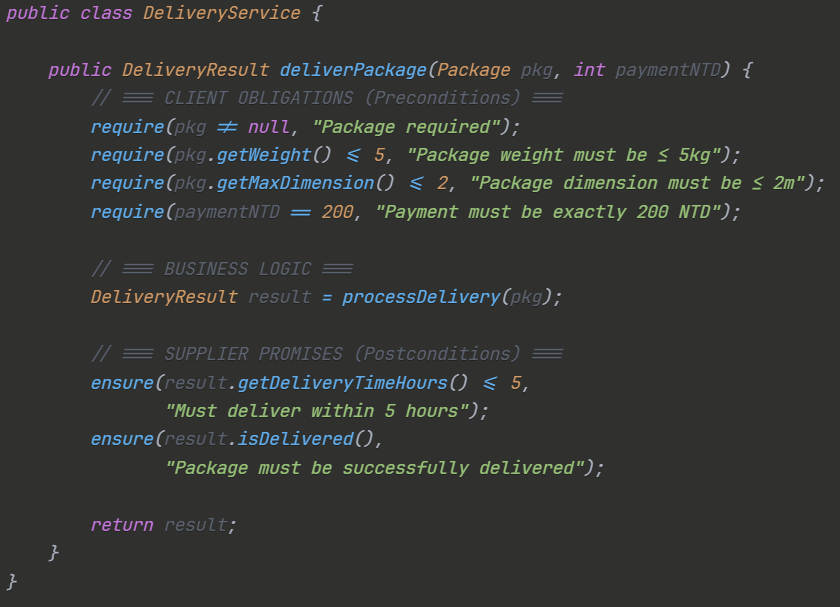 public class DeliveryService {
public DeliveryResult deliverPackage(Package pkg, int paymentNTD) {
// === CLIENT OBLIGATIONS (Preconditions) ===
require(pkg != null, "Package required");
require(pkg.getWeight() <= 5, "Package weight must be ≤ 5kg");
require(pkg.getMaxDimension() <= 2, "Package dimension must be ≤ 2m");
require(paymentNTD == 200, "Payment must be exactly 200 NTD");
// === BUSINESS LOGIC ===
DeliveryResult result = processDelivery(pkg);
// === SUPPLIER PROMISES (Postconditions) ===
ensure(result.getDeliveryTimeHours() <= 5,
"Must deliver within 5 hours");
ensure(result.isDelivered(),
"Package must be successfully delivered");
return result;
}
}